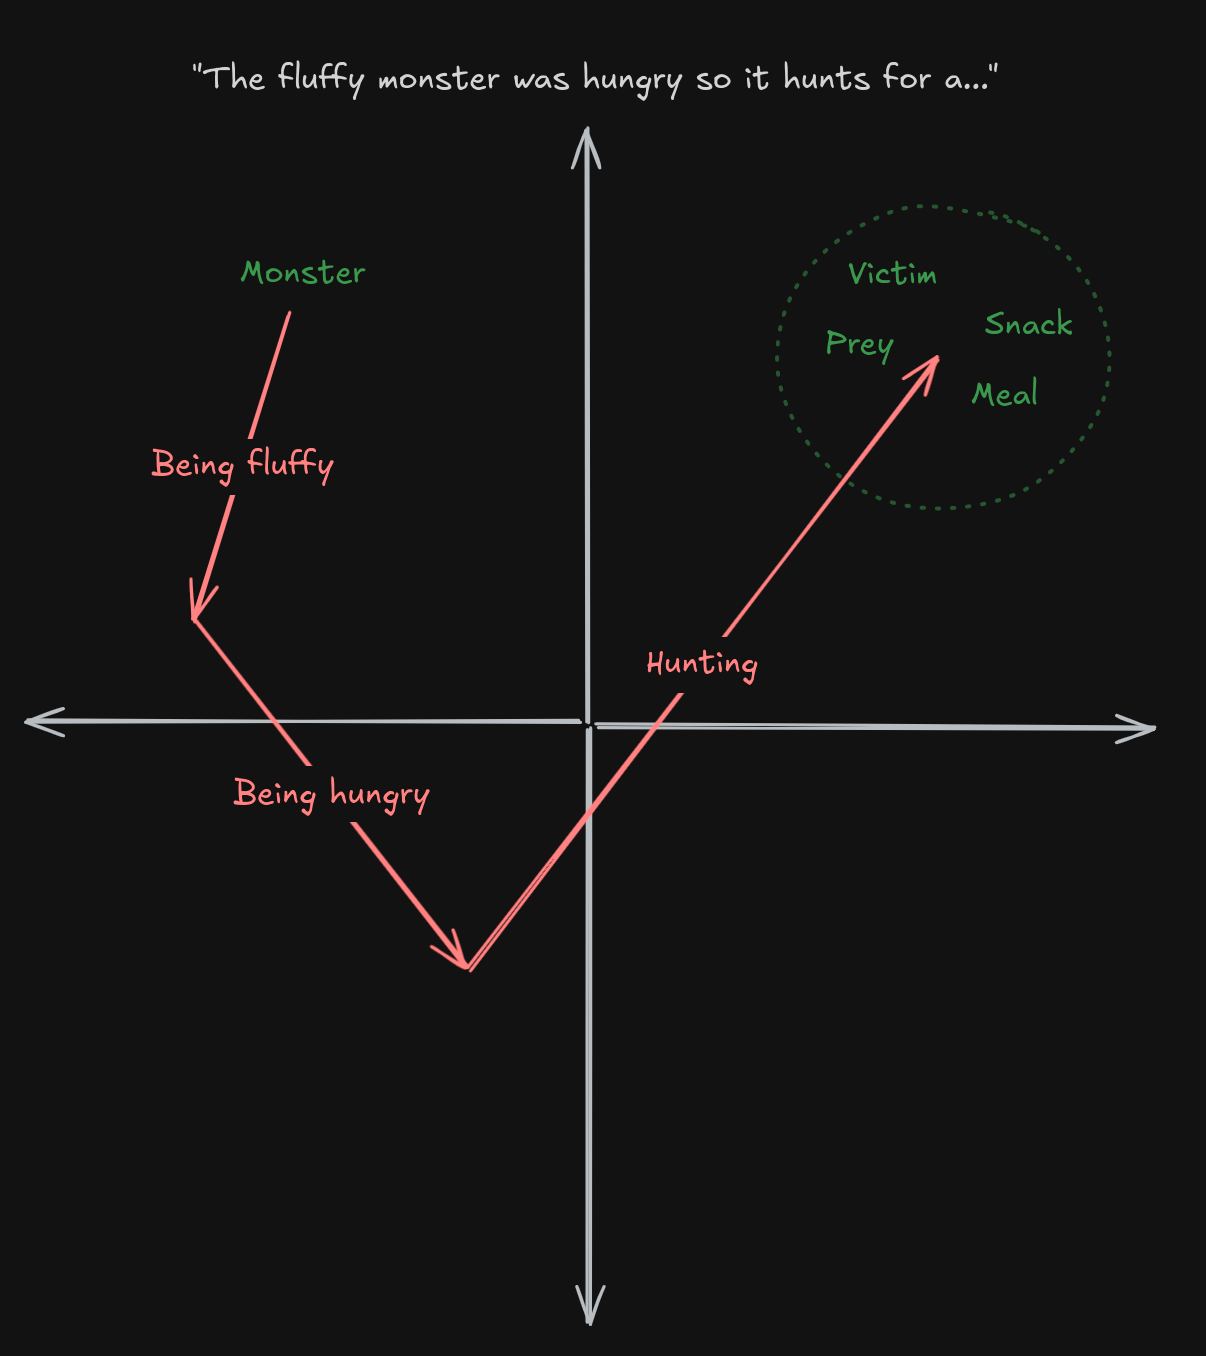 "The fluffy monster was hungry so it hunts for a..."
Monster
Victim
Snack
Prey
Meal
Being fluffy
Hunting
Being hungry